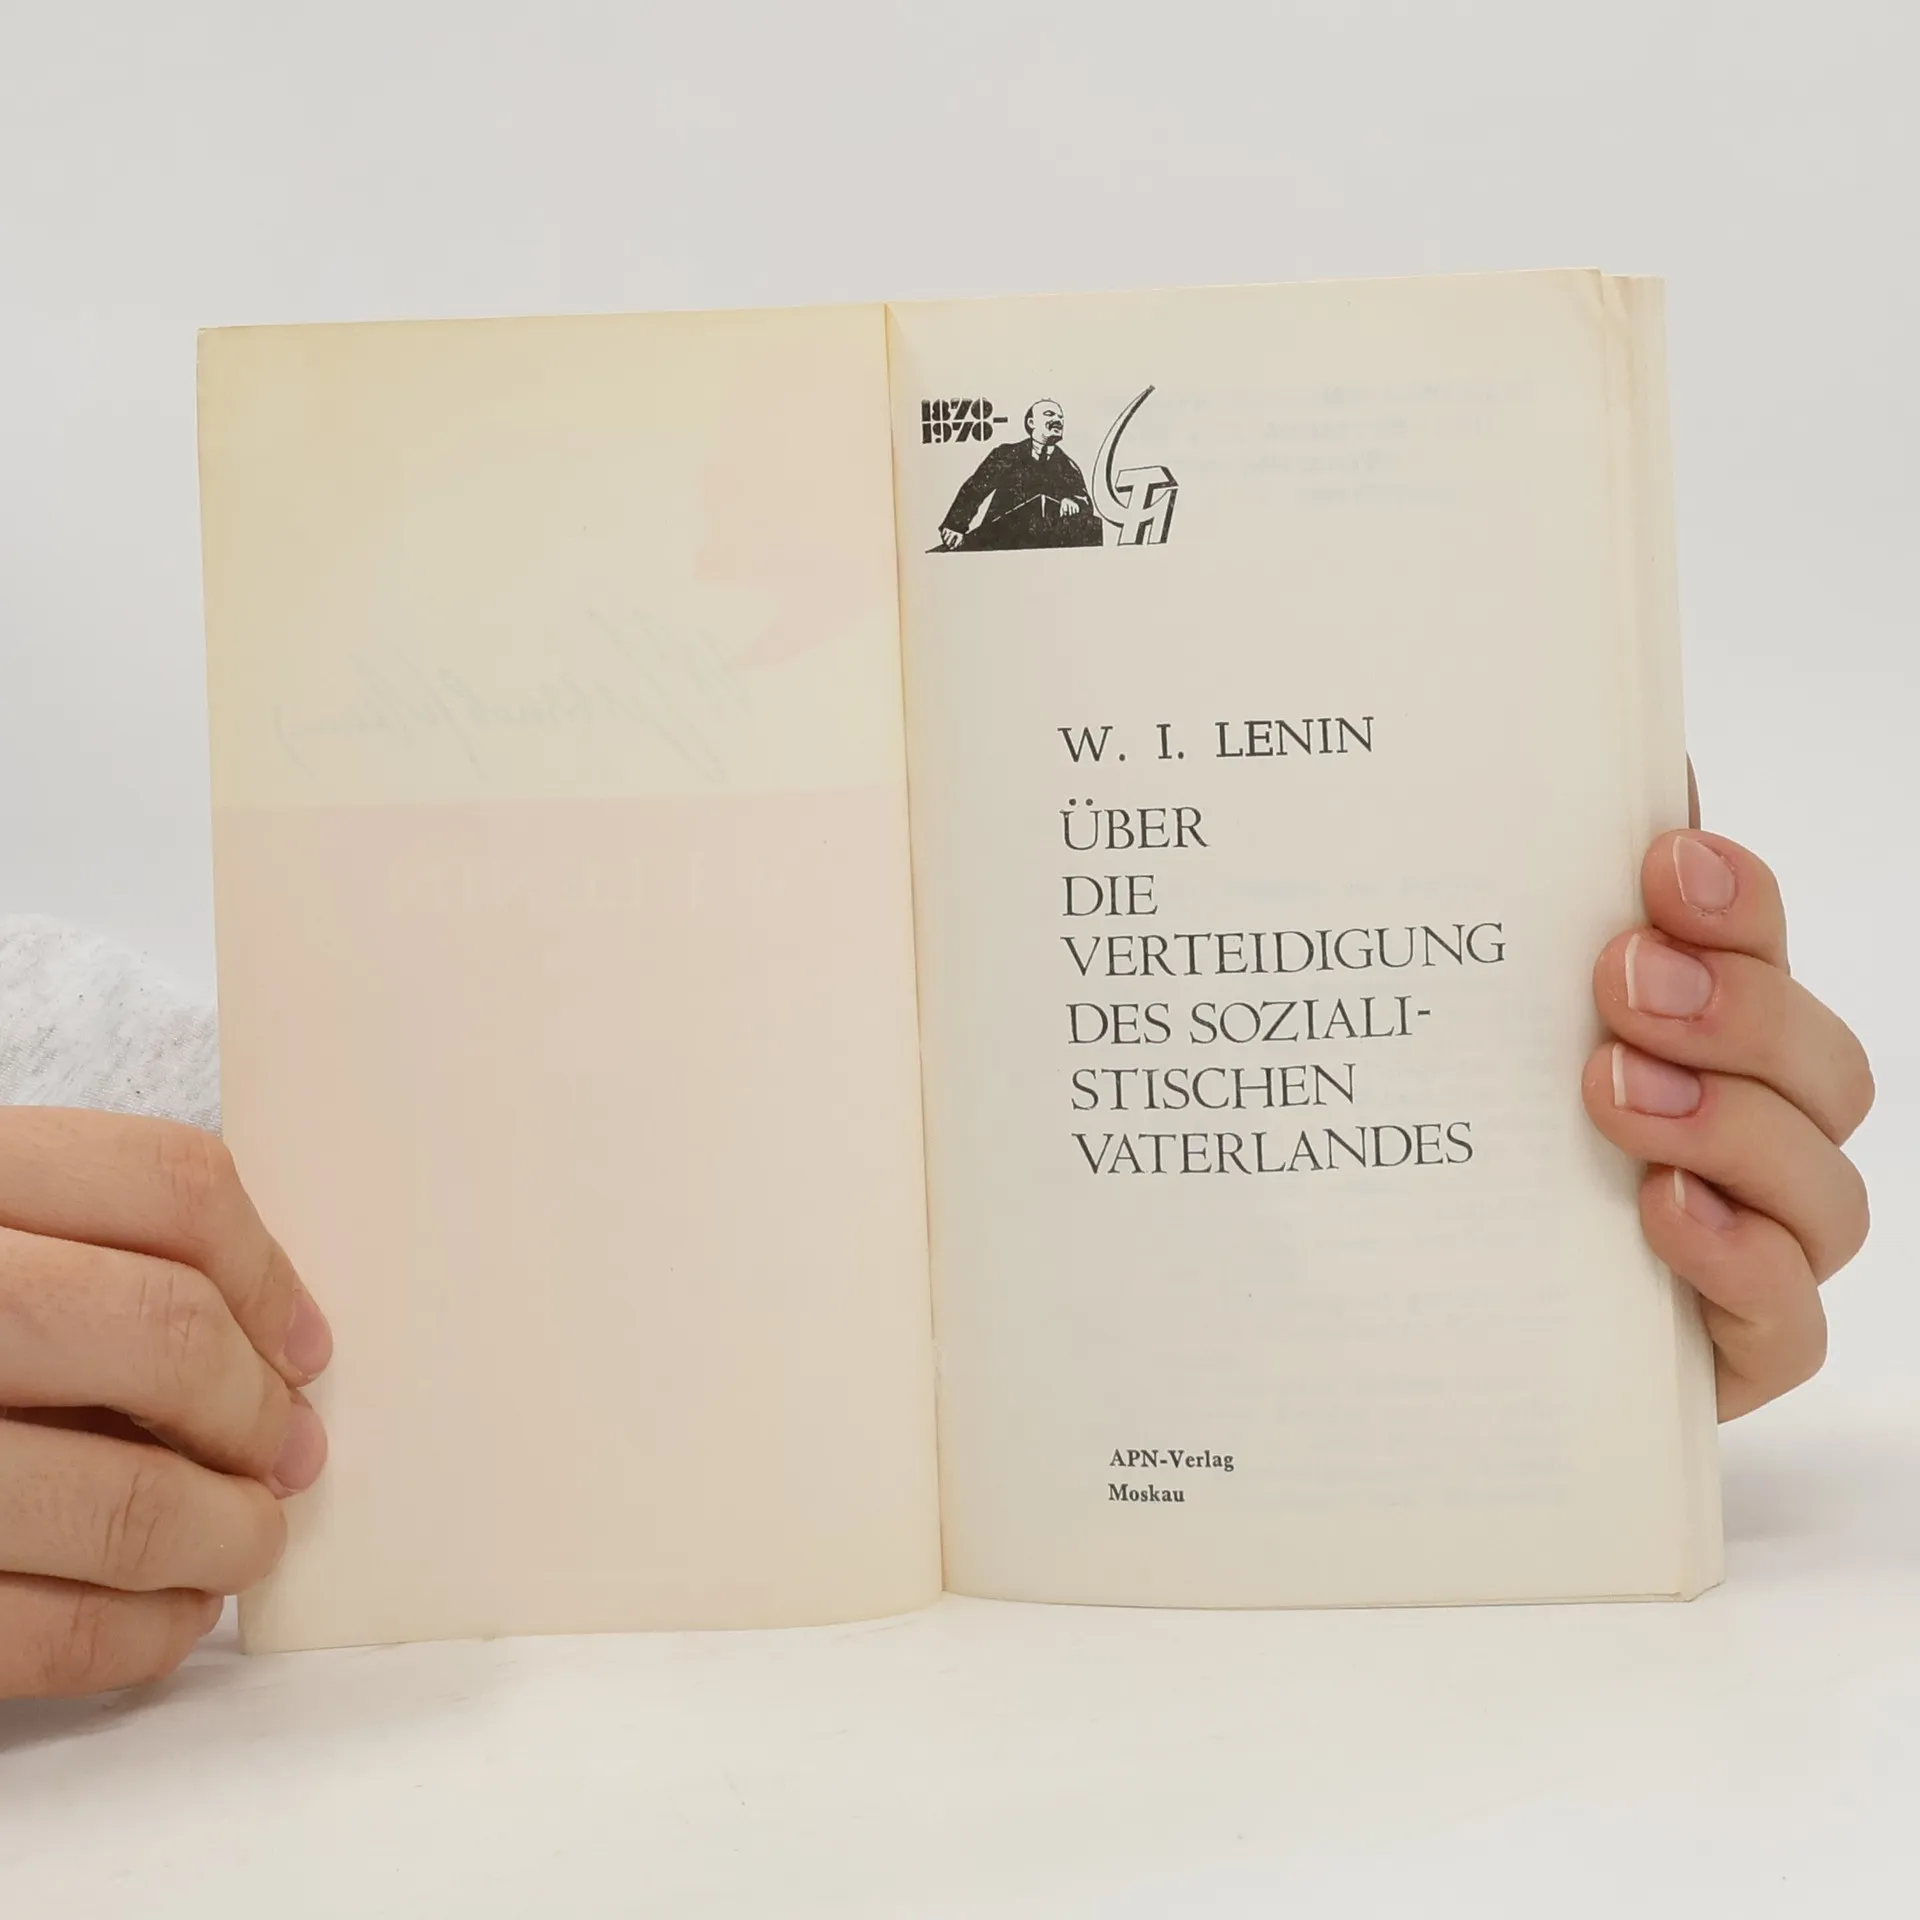 1870-
1970-
W. I. LENIN
ÜBER
DIE
VERTEIDIGUNG
DES SOZIALI-
STISCHEN
VATERLANDES
APN-Verlag
Moskau